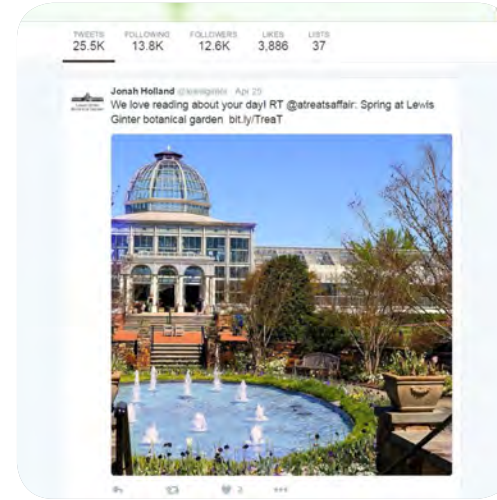 TWEETS FOLLOWING FOLLOWERS LIKES LISTS
25.5K 13.8K 12.6K 3,886 37
Jonah Holland @lewisginter Apr 25
We love reading about your day! RT @atreatsaffair: Spring at Lewis
Ginter botanical garden bit.ly/TreaT
3